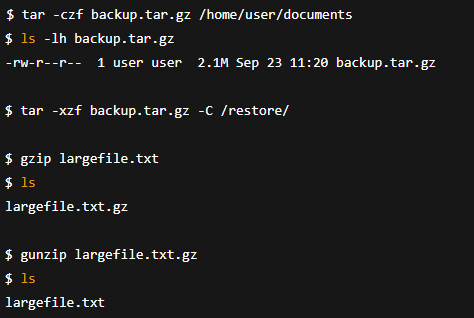 $ tar -czf backup.tar.gz /home/user/documents
$ ls -lh backup.tar.gz
-rw-r--r--  1 user user  2.1M Sep 23 11:20 backup.tar.gz
$ tar -xzf backup.tar.gz -C /restore/
$ gzip largefile.txt
$ ls
largefile.txt.gz
$ gunzip largefile.txt.gz
$ ls
largefile.txt